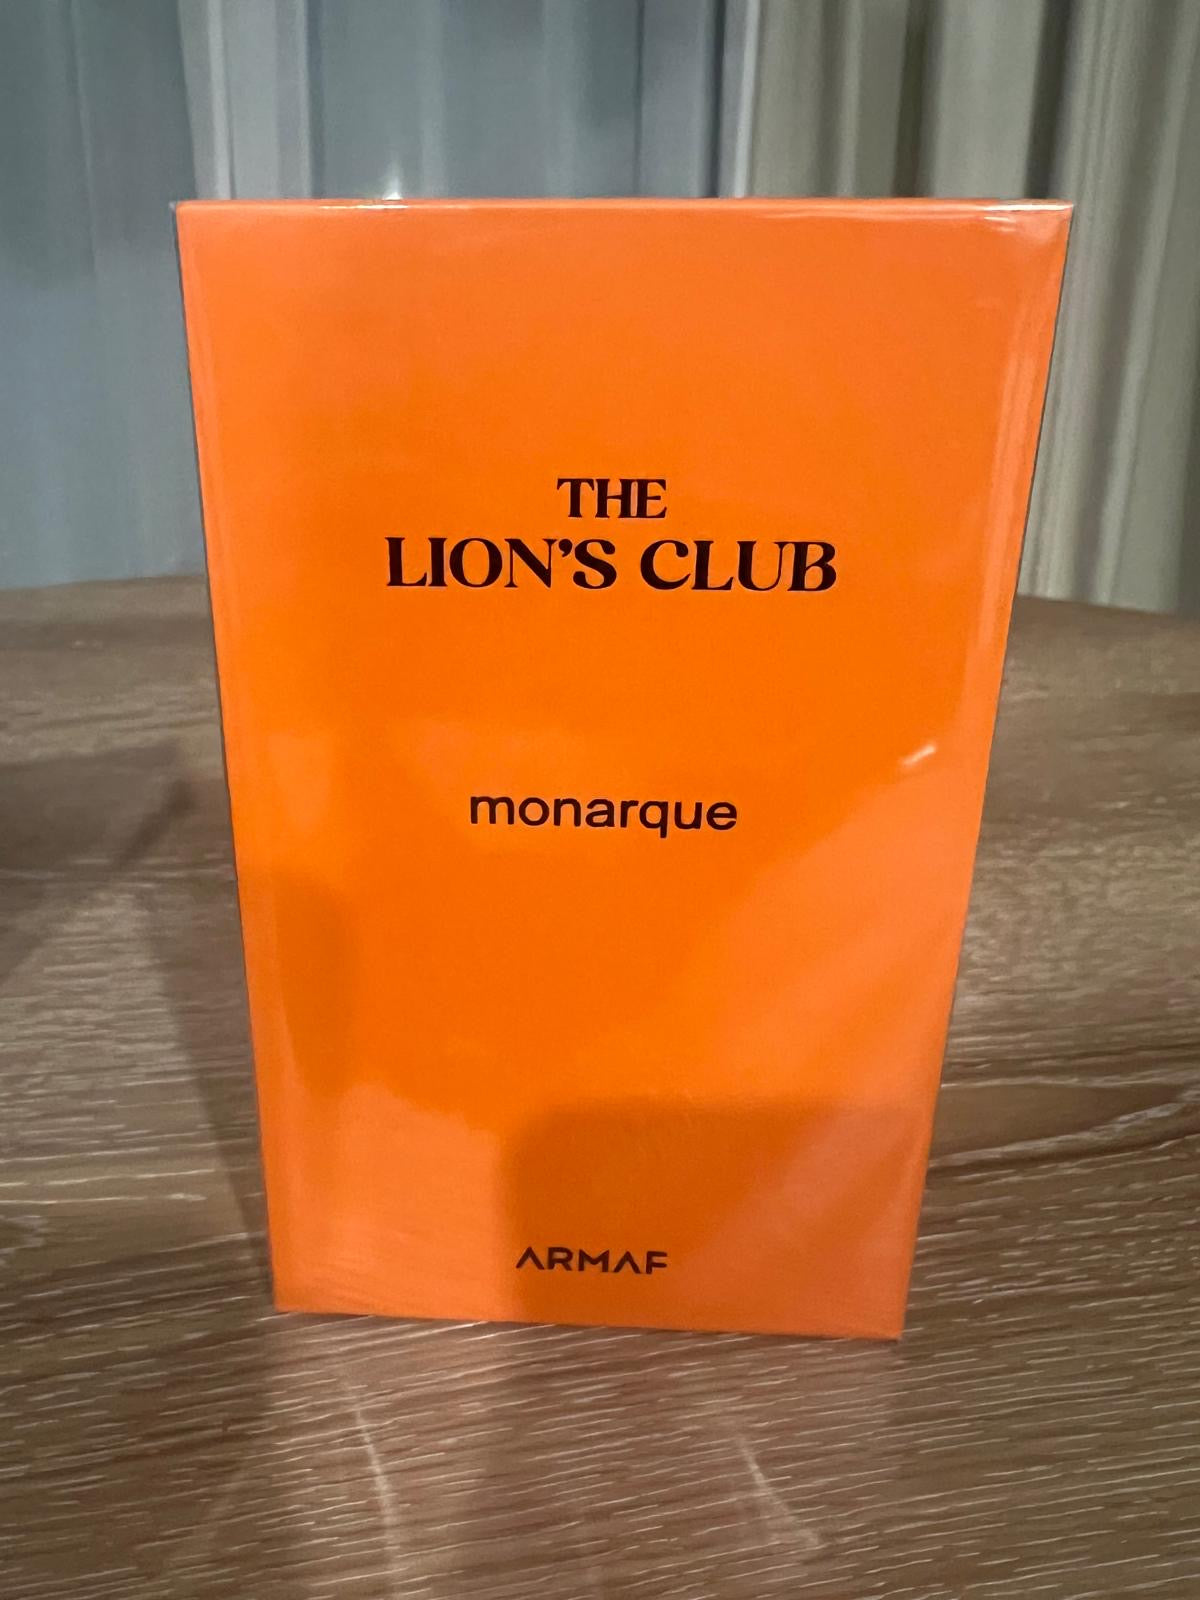 THE
LION'S CLUB
monarque
ARMAF